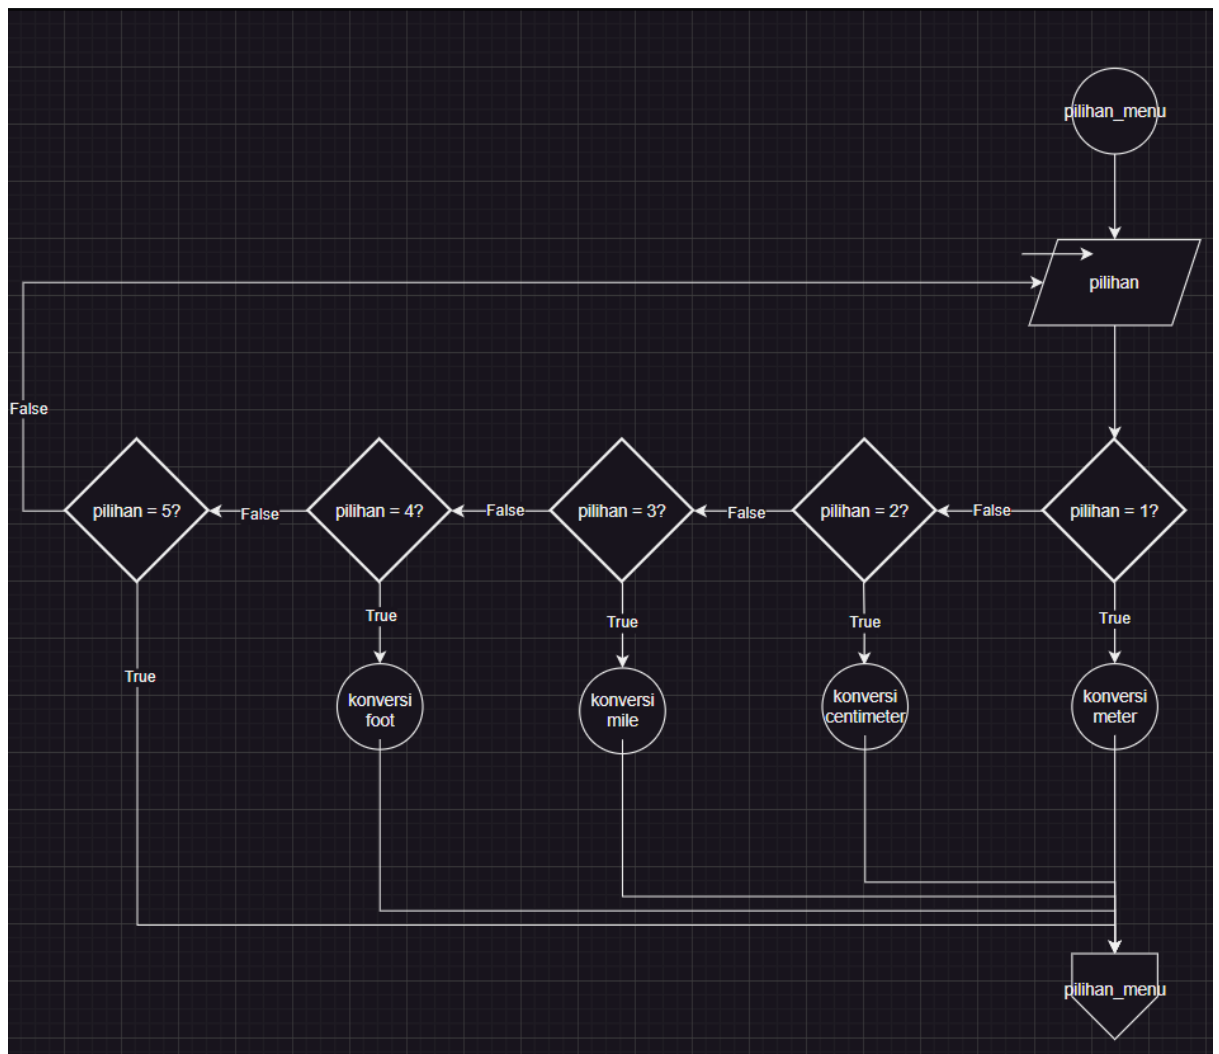 pilihan_menu
pilihan
False
pilihan = 5?
False
pilihan = 4?
False
pilihan = 3?
False
pilihan = 2?
False
pilihan = 1?
True
True
True
True
True
konversi
foot
konversi
mile
konversi
centimeter
konversi
meter
pilihan_menu